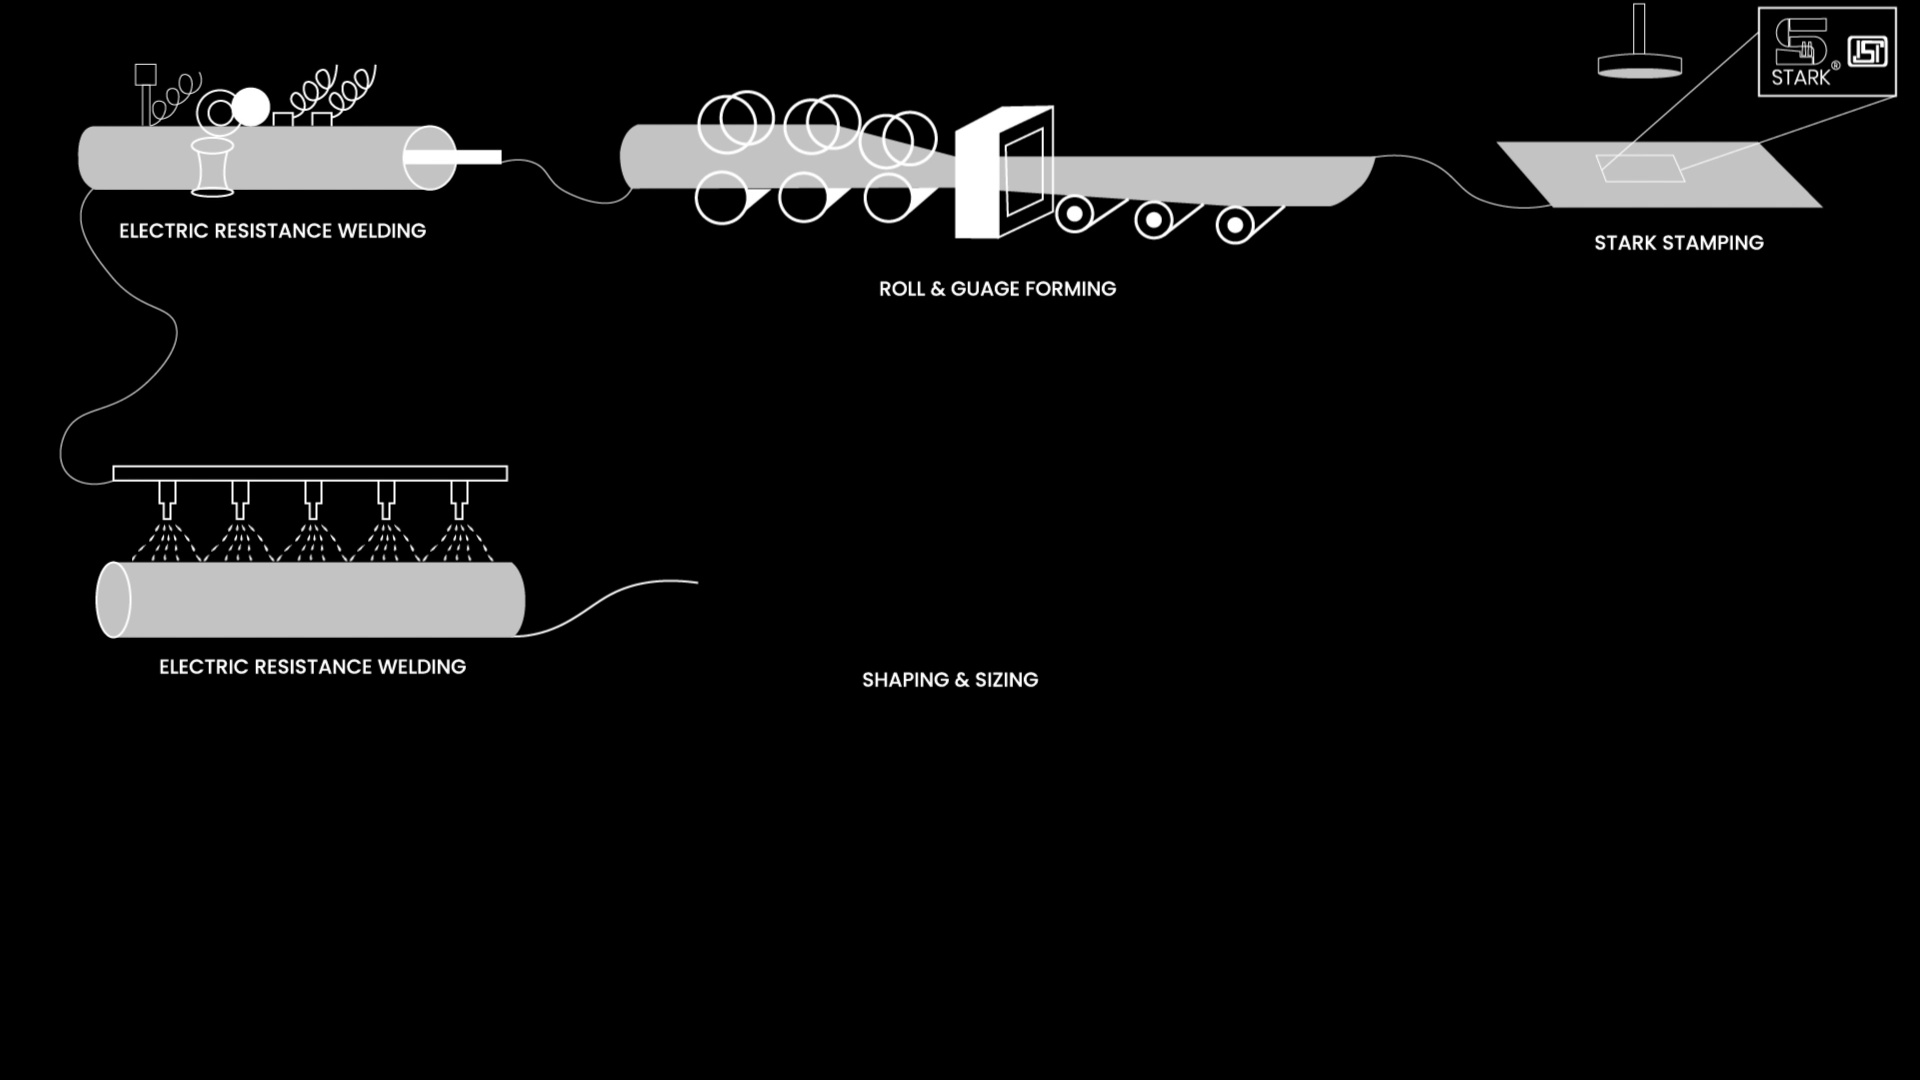 STARK®
ISI
ELECTRIC RESISTANCE WELDING
STARK STAMPING
ROLL & GUAGE FORMING
ELECTRIC RESISTANCE WELDING
SHAPING & SIZING